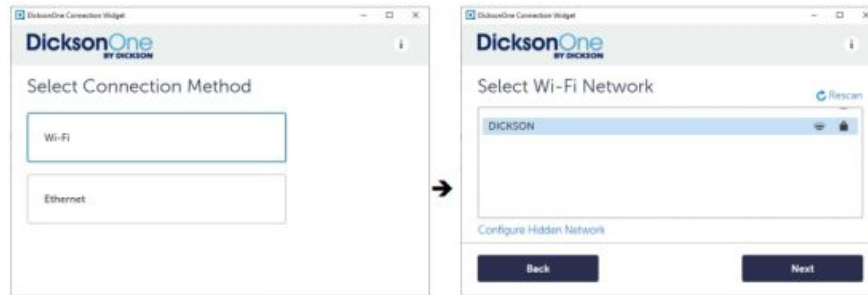 DicksonOne Connection Widget
DicksonOne
BY DICKSON
i
Select Connection Method
Wi-Fi
Ethernet
DicksonOne Connection Widget
DicksonOne
BY DICKSON
i
Select Wi-Fi Network
Rescan
DICKSON
Configure Hidden Network
Back
Next